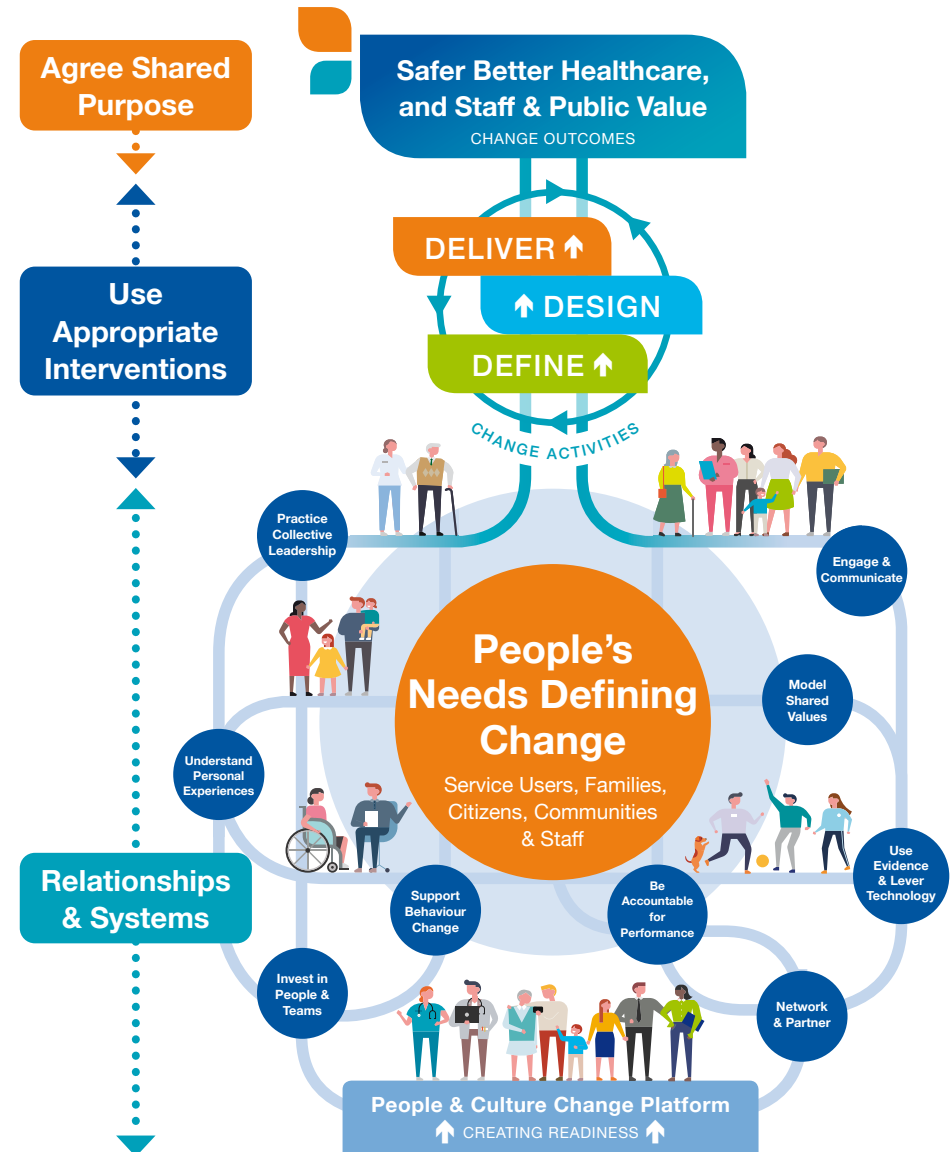 Agree Shared
Purpose
Safer Better Healthcare,
and Staff & Public Value
CHANGE OUTCOMES
DELIVER
DESIGN
DEFINE
CHANGE ACTIVITIES
Use
Appropriate
Interventions
Practice
Collective
Leadership
Engage &
Communicate
People's
Needs Defining
Change
Service Users, Families,
Citizens, Communities
& Staff
Model
Shared
Values
Understand
Personal
Experiences
Relationships
& Systems
Support
Behaviour
Change
Be
Accountable
for
Performance
Use
Evidence
& Lever
Technology
Invest in
People &
Teams
Network
& Partner
People & Culture Change Platform
CREATING READINESS